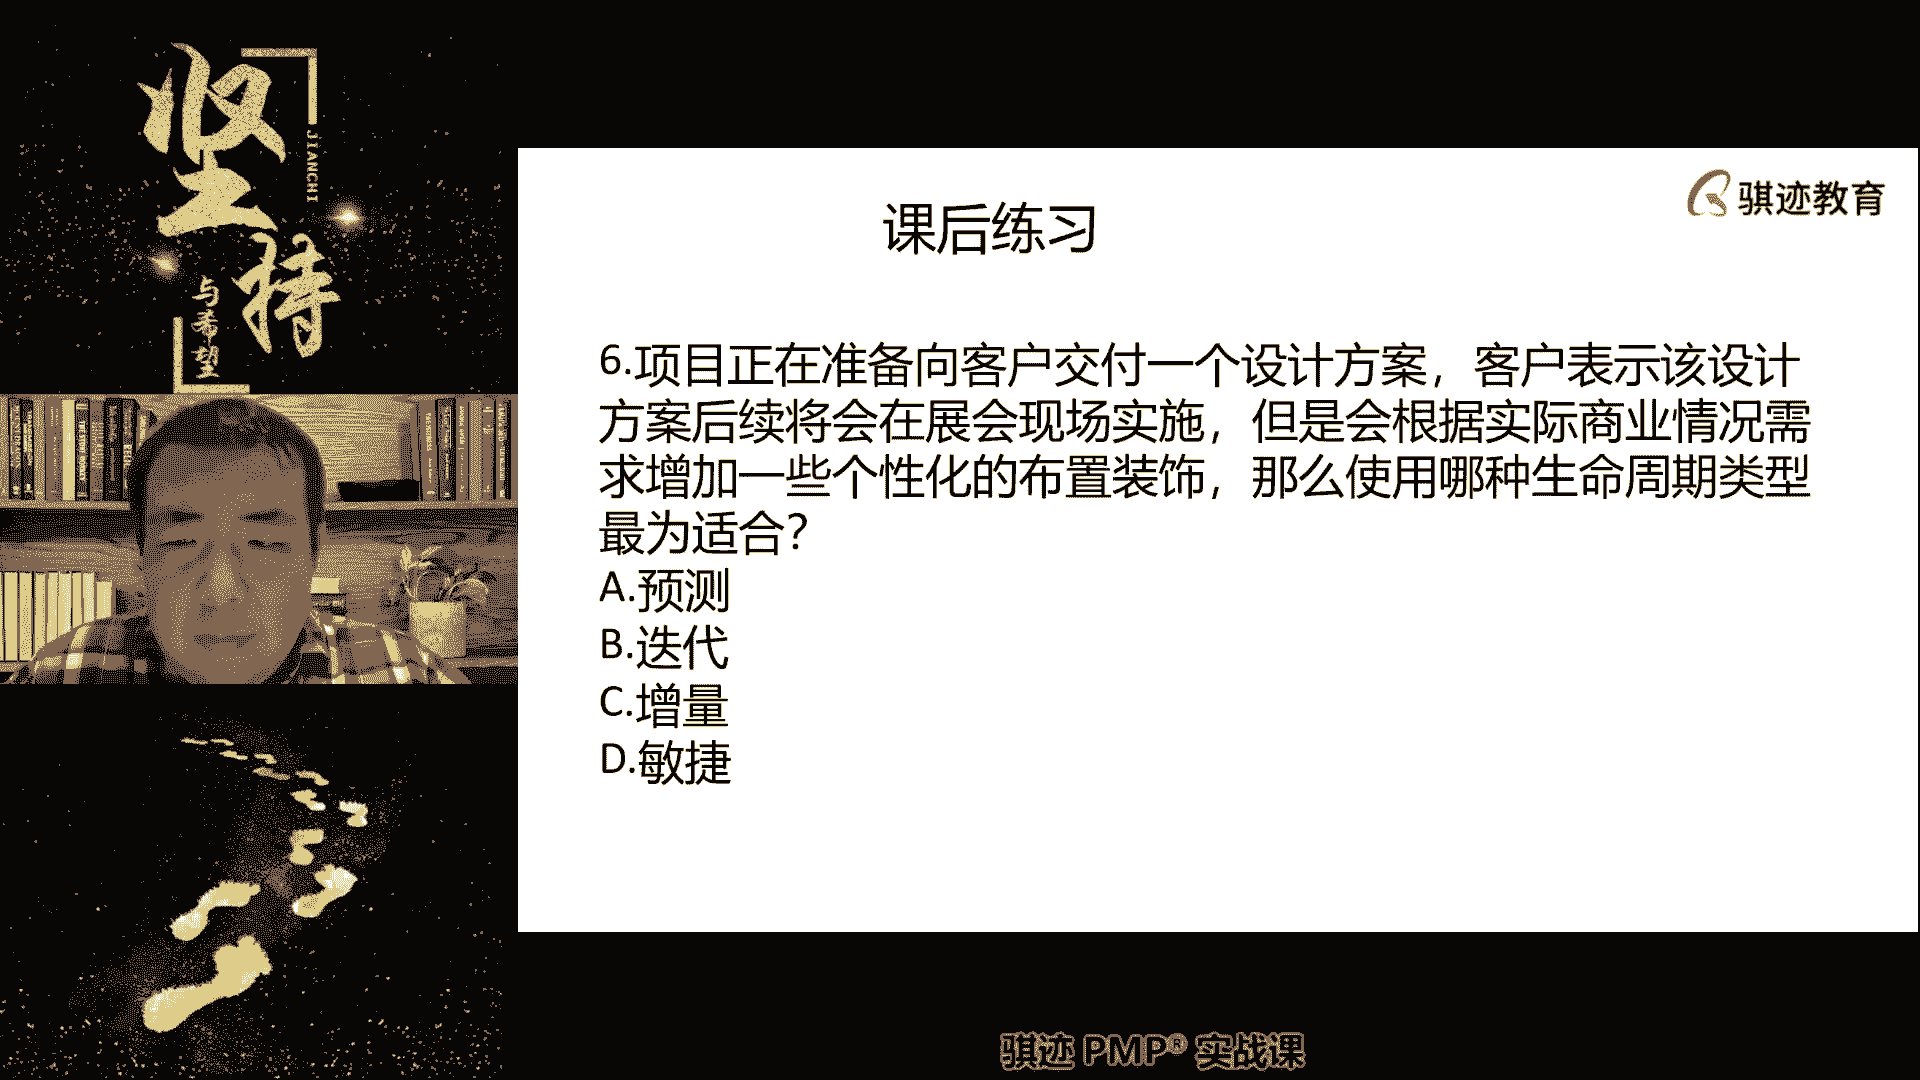 坚持
JIANCHI
与希望
骐迹教育
课后练习
6.项目正在准备向客户交付一个设计方案，客户表示该设计
方案后续将会在展会现场实施，但是会根据实际商业情况需
求增加一些个性化的布置装饰，那么使用哪种生命周期类型
最为适合？
A.预测
B.迭代
C.增量
D.敏捷
骐迹 PMP® 实战课